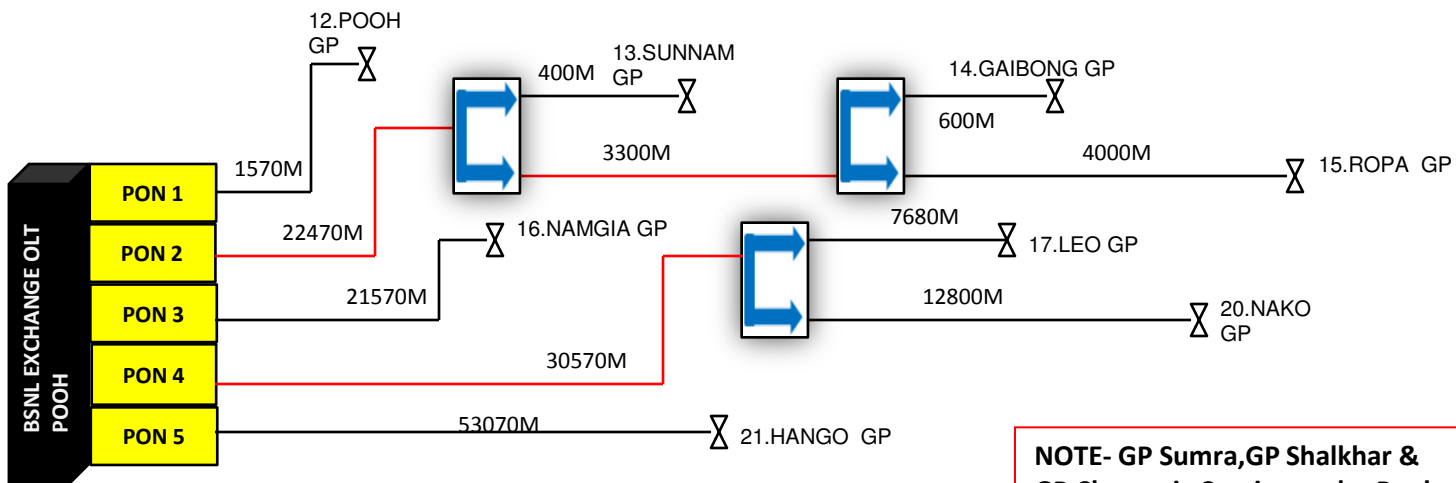 12.POOH
GP
13.SUNNAM
GP
14.GAIBONG GP
400M
600M
3300M
4000M
15.ROPA GP
1570M
PON 1
22470M
PON 2
16.NAMGIA GP
7680M
17.LEO GP
21570M
PON 3
12800M
20.NAKO
GP
30570M
PON 4
53070M
PON 5
21.HANGO GP
BSNL EXCHANGE OLT
POOH
NOTE- GP Sumra,GP Shalkhar &